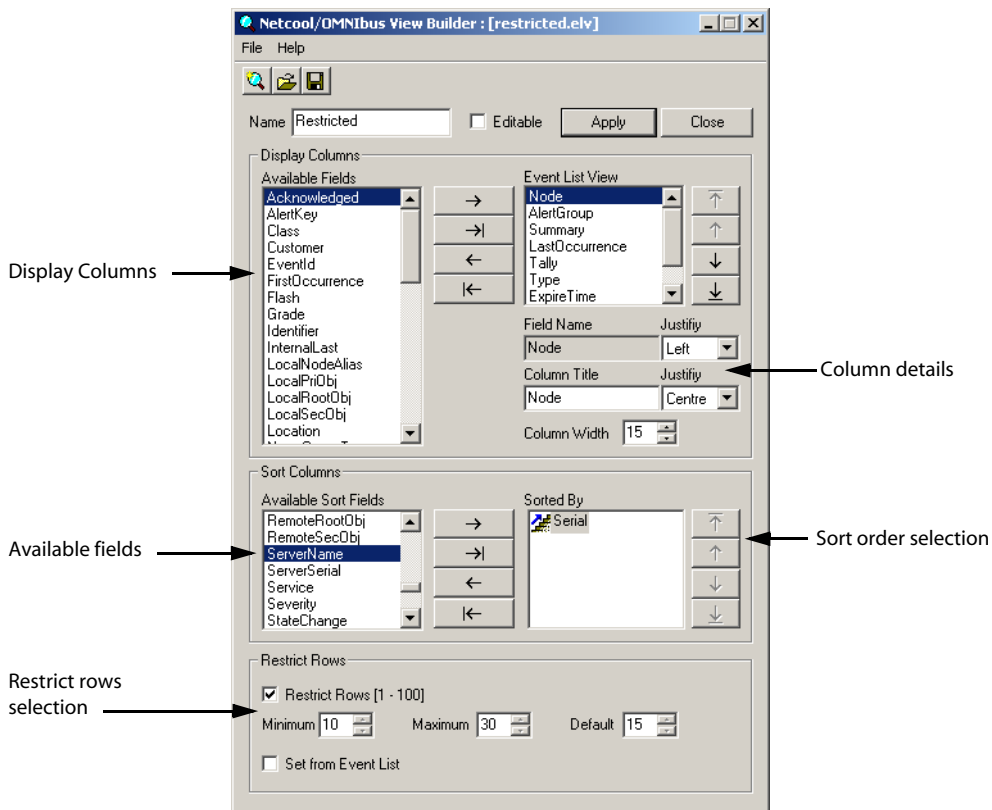 Netcool/OMNIbus View Builder : [restricted.elv]
File Help
Name Restricted Editable Apply Close
Display Columns
Available Fields
Acknowledged
AlertKey
Class
Customer
EventId
FirstOccurrence
Flash
Grade
Identifier
InternalLast
LocalNodeAlias
LocalPriObj
LocalRootObj
LocalSecObj
Location
Event List View
Node
AlertGroup
Summary
LastOccurrence
Tally
Type
ExpireTime
Field Name Justifiy
Node Left
Column Title Justifiy
Node Centre
Column Width 15
Display Columns
Column details
Sort Columns
Available Sort Fields
RemoteRootObj
RemoteSecObj
ServerName
ServerSerial
Service
Severity
StateChange
Sorted By
Serial
Available fields
Sort order selection
Restrict Rows
Restrict Rows [1 - 100]
Minimum 10 Maximum 30 Default 15
Set from Event List
Restrict rows
selection